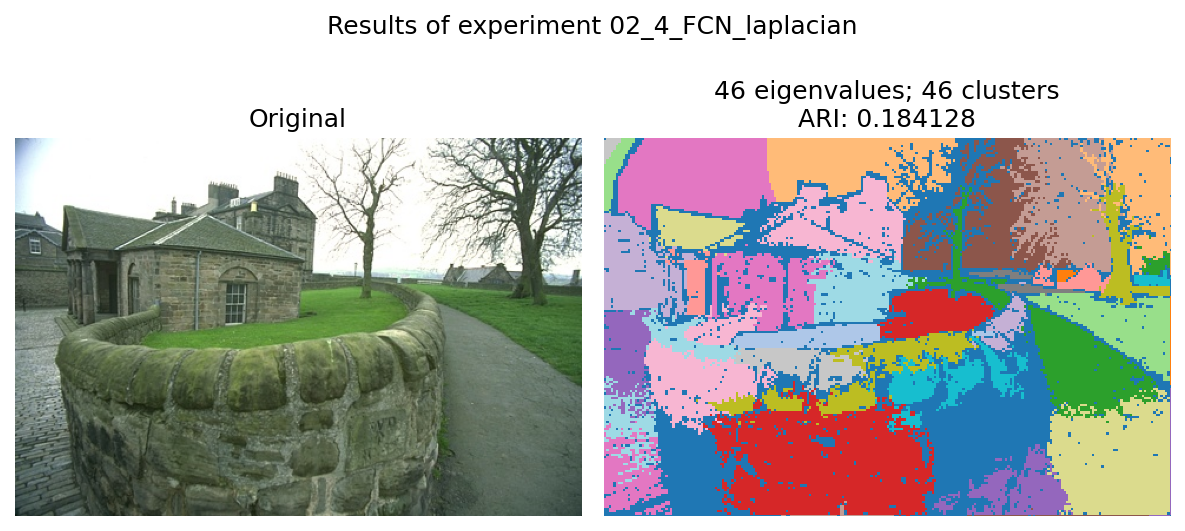 Results of experiment 02_4_FCN_laplacian
Original
46 eigenvalues; 46 clusters
ARI: 0.184128